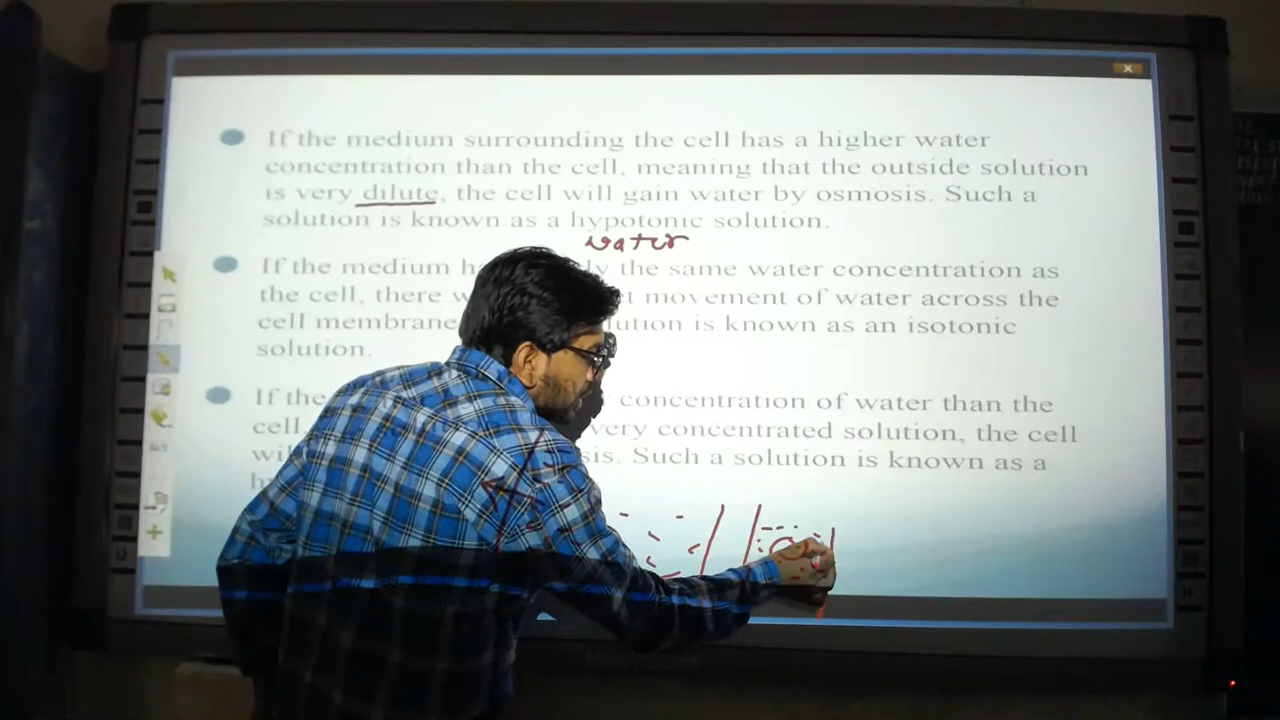 If the medium surrounding the cell has a higher water
concentration than the cell, meaning that the outside solution
is very dilute, the cell will gain water by osmosis. Such a
solution is known as a hypotonic solution.
water
If the medium the same water concentration as
the cell, there movement of water across the
cell membrane is known as an isotonic
solution.
If the concentration of water than the
cell very concentrated solution, the cell
Such a solution is known as a